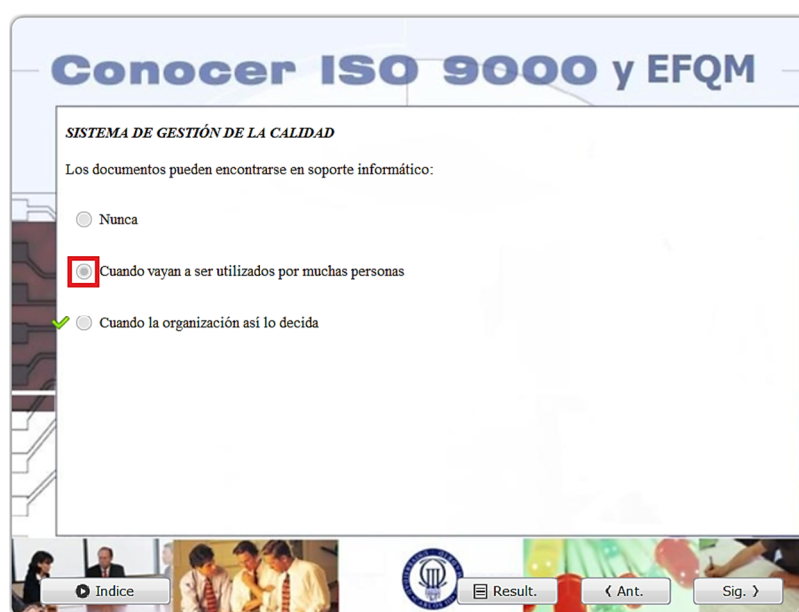 Conocer ISO 9000 y EFQM
SISTEMA DE GESTIÓN DE LA CALIDAD
Los documentos pueden encontrarse en soporte informático:
Nunca
Cuando vayan a ser utilizados por muchas personas
Cuando la organización así lo decida
Indice
Result.
Ant.
Sig.